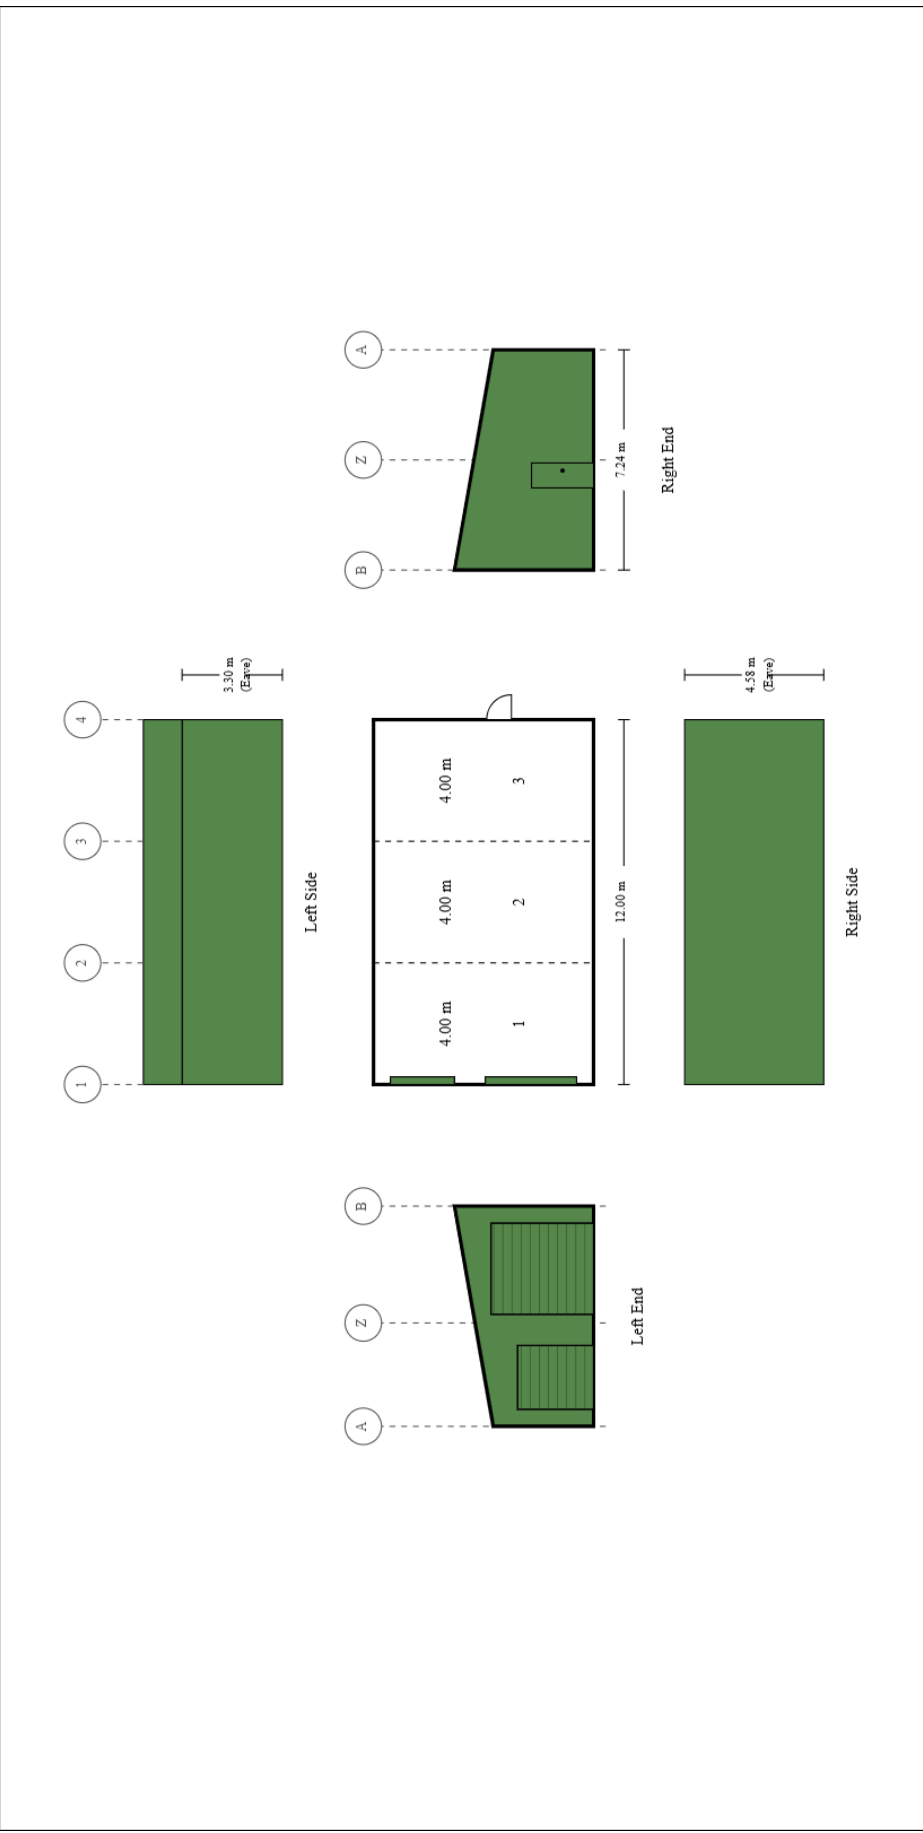 1 2 3 4
3.30 m
(Eave)
Left Side
A Z B B Z A
4.00 m 4.00 m 4.00 m
1 2 3
12.00 m
7.24 m
Left End
Right End
4.58 m
(Eave)
Right Side